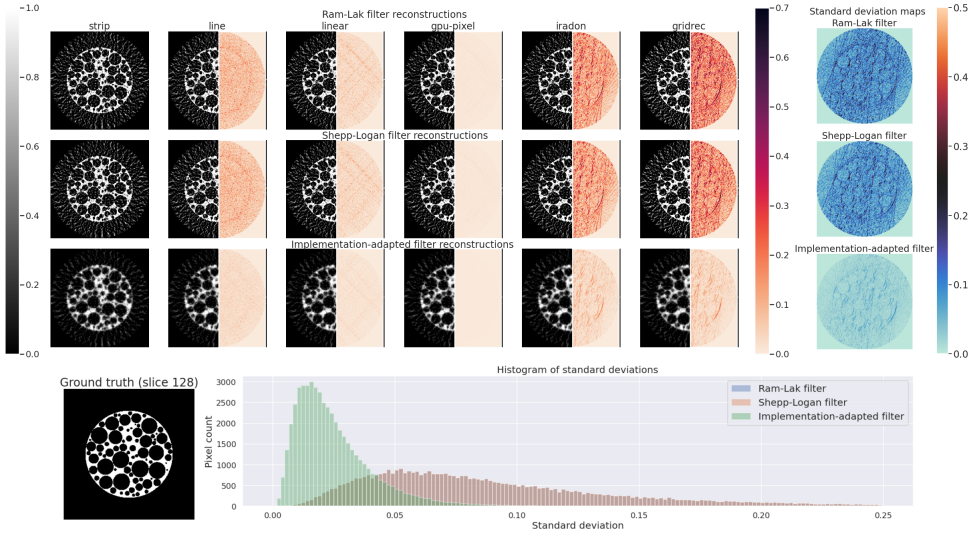 Ram-Lak filter reconstructions
strip line linear gpu-pixel iradon gridrec
Standard deviation maps
Ram-Lak filter
1.0
0.8
0.6
0.4
0.2
0.0
Shepp-Logan filter reconstructions
Shepp-Logan filter
Implementation-adapted filter reconstructions
Implementation-adapted filter
0.7
0.6
0.5
0.4
0.3
0.2
0.1
0.0
0.5
0.4
0.3
0.2
0.1
0.0
Ground truth (slice 128)
Histogram of standard deviations
Ram-Lak filter
Shepp-Logan filter
Implementation-adapted filter
Pixel count
3000
2500
2000
1500
1000
500
0
0.00 0.05 0.10 0.15 0.20 0.25
Standard deviation